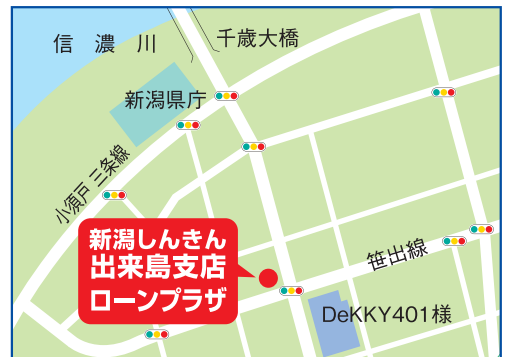 信濃川
千歳大橋
新潟県庁
小須戸 三条線
新潟しんきん
出来島支店
ローンプラザ
笹出線
DeKKY401様